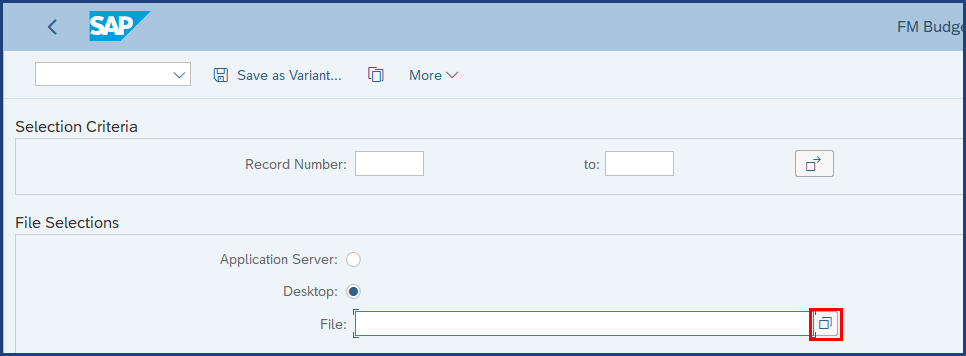 SAP
FM Budge
Save as Variant... More
Selection Criteria
Record Number: to:
File Selections
Application Server:
Desktop:
File: